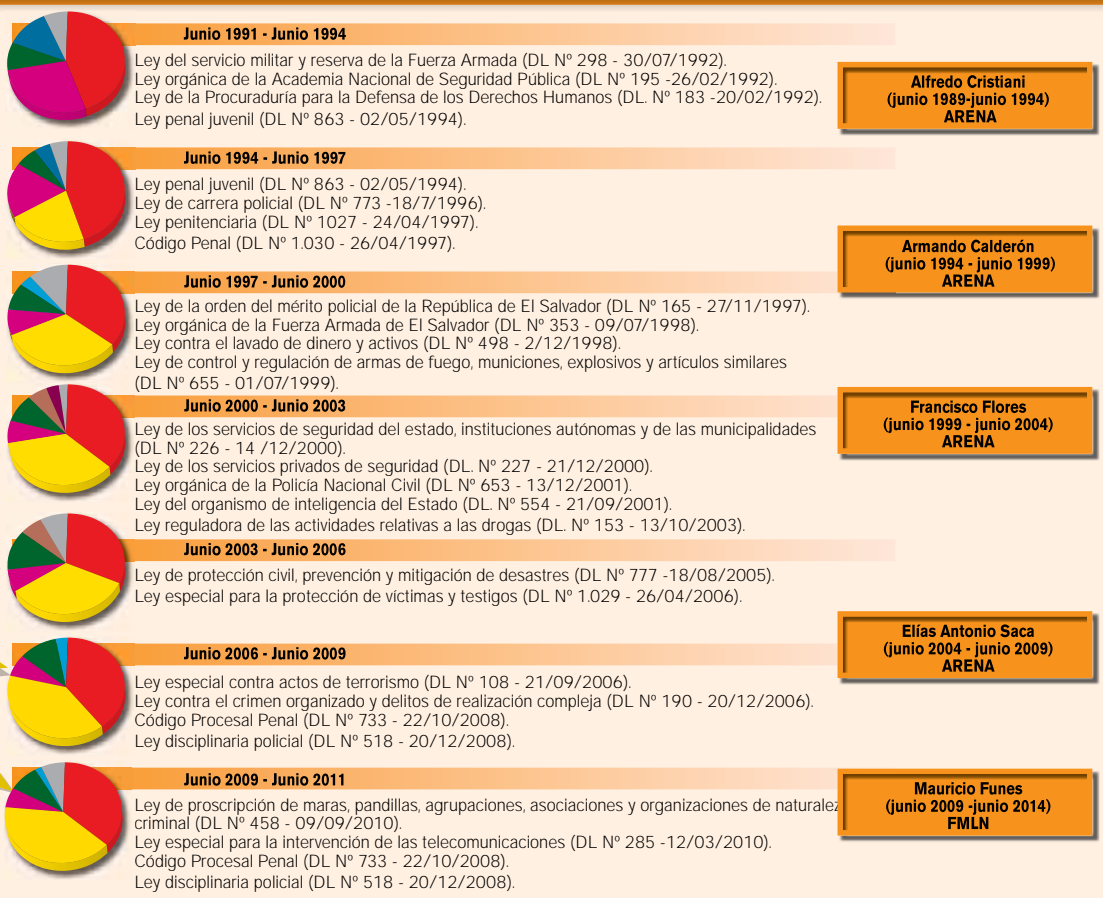 Junio 1991 - Junio 1994
Ley del servicio militar y reserva de la Fuerza Armada (DL Nº 298 - 30/07/1992).
Ley orgánica de la Academia Nacional de Seguridad Pública (DL Nº 195 -26/02/1992).
Ley de la Procuraduría para la Defensa de los Derechos Humanos (DL. Nº 183 -20/02/1992).
Ley penal juvenil (DL Nº 863 - 02/05/1994).
Alfredo Cristiani
(junio 1989-junio 1994)
ARENA
Junio 1994 - Junio 1997
Ley penal juvenil (DL Nº 863 - 02/05/1994).
Ley de carrera policial (DL Nº 773 -18/7/1996).
Ley penitenciaria (DL Nº 1027 - 24/04/1997).
Código Penal (DL Nº 1.030 - 26/04/1997).
Armando Calderón
(junio 1994 - junio 1999)
ARENA
Junio 1997 - Junio 2000
Ley de la orden del mérito policial de la República de El Salvador (DL Nº 165 - 27/11/1997).
Ley orgánica de la Fuerza Armada de El Salvador (DL Nº 353 - 09/07/1998).
Ley contra el lavado de dinero y activos (DL Nº 498 - 2/12/1998).
Ley de control y regulación de armas de fuego, municiones, explosivos y artículos similares
(DL Nº 655 - 01/07/1999).
Junio 2000 - Junio 2003
Ley de los servicios de seguridad del estado, instituciones autónomas y de las municipalidades
(DL Nº 226 - 14 /12/2000).
Ley de los servicios privados de seguridad (DL. Nº 227 - 21/12/2000).
Ley orgánica de la Policía Nacional Civil (DL Nº 653 - 13/12/2001).
Ley del organismo de inteligencia del Estado (DL. Nº 554 - 21/09/2001).
Ley reguladora de las actividades relativas a las drogas (DL. Nº 153 - 13/10/2003).
Francisco Flores
(junio 1999 - junio 2004)
ARENA
Junio 2003 - Junio 2006
Ley de protección civil, prevención y mitigación de desastres (DL Nº 777 -18/08/2005).
Ley especial para la protección de víctimas y testigos (DL Nº 1.029 - 26/04/2006).
Elías Antonio Saca
(junio 2004 - junio 2009)
ARENA
Junio 2006 - Junio 2009
Ley especial contra actos de terrorismo (DL Nº 108 - 21/09/2006).
Ley contra el crimen organizado y delitos de realización compleja (DL Nº 190 - 20/12/2006).
Código Procesal Penal (DL Nº 733 - 22/10/2008).
Ley disciplinaria policial (DL Nº 518 - 20/12/2008).
Junio 2009 - Junio 2011
Ley de proscripción de maras, pandillas, agrupaciones, asociaciones y organizaciones de naturalez
criminal (DL Nº 458 - 09/09/2010).
Ley especial para la intervención de las telecomunicaciones (DL Nº 285 -12/03/2010).
Código Procesal Penal (DL Nº 733 - 22/10/2008).
Ley disciplinaria policial (DL Nº 518 - 20/12/2008).
Mauricio Funes
(junio 2009 -junio 2014)
FMLN